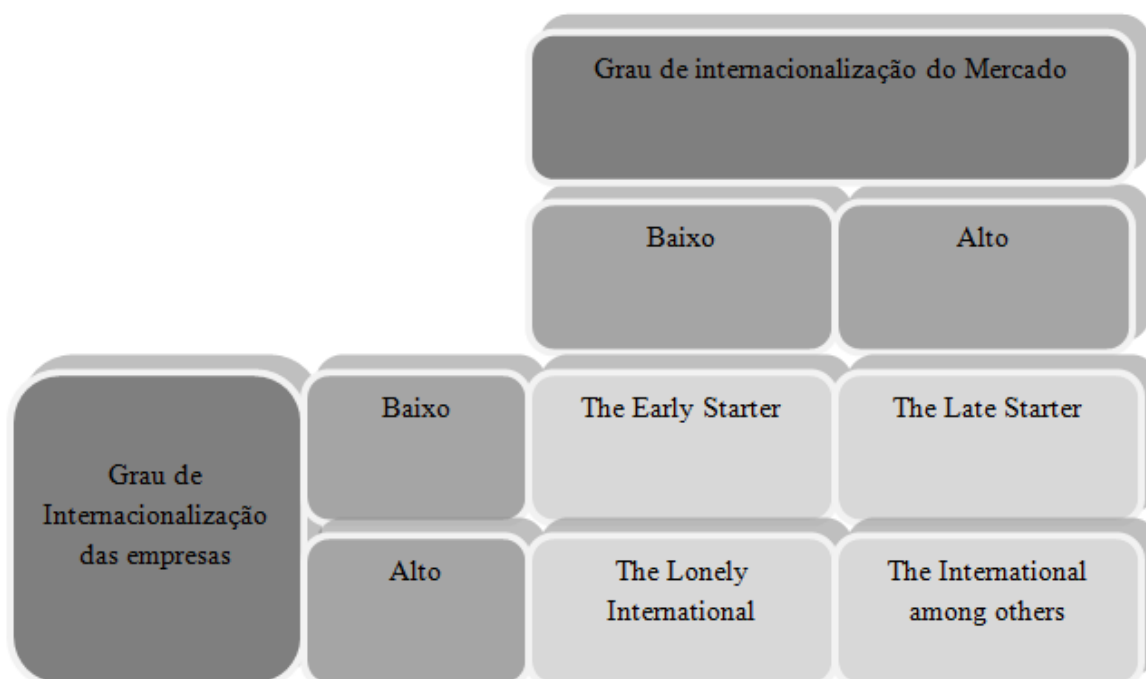 Grau de internacionalização do Mercado
Baixo
Alto
Grau de
Internacionalização
das empresas
Baixo
The Early Starter
The Late Starter
Alto
The Lonely
International
The International
among others